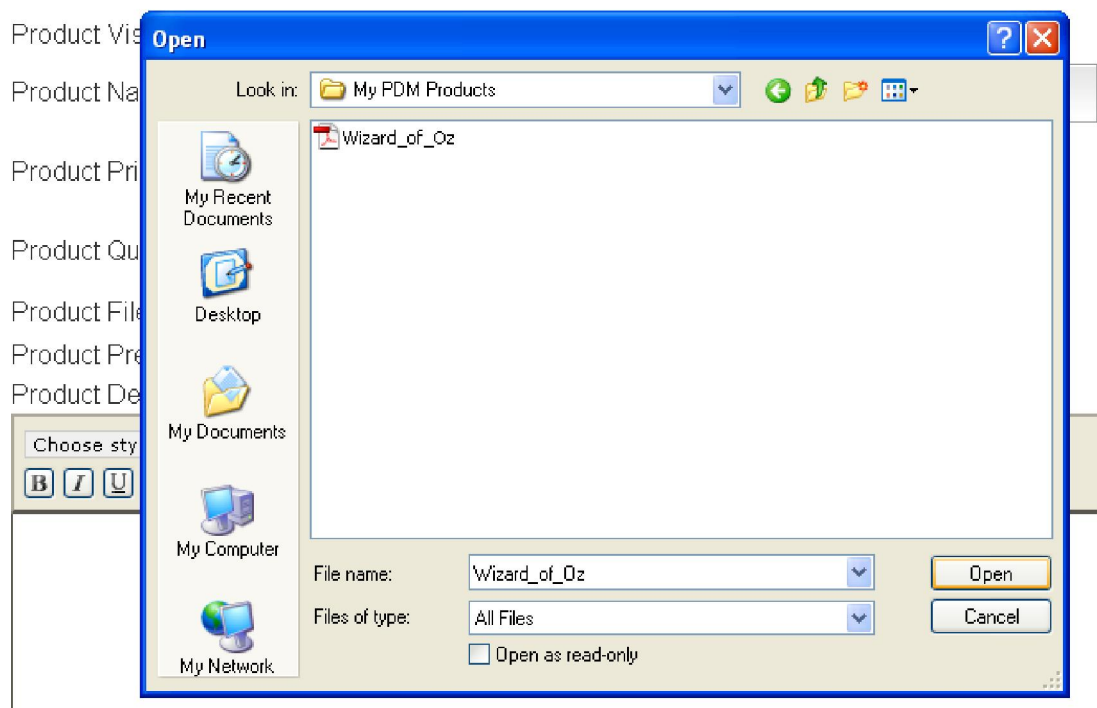 Product Vis
Open
Product Na
Look in:
My PDM Products
Wizard_of_Oz
Product Pri
My Recent
Documents
Product Qu
Product File
Desktop
Product Pre
Product De
My Documents
Choose sty
B I U
My Computer
File name:
Wizard_of_Oz
Open
Files of type:
All Files
Cancel
Open as read-only
My Network